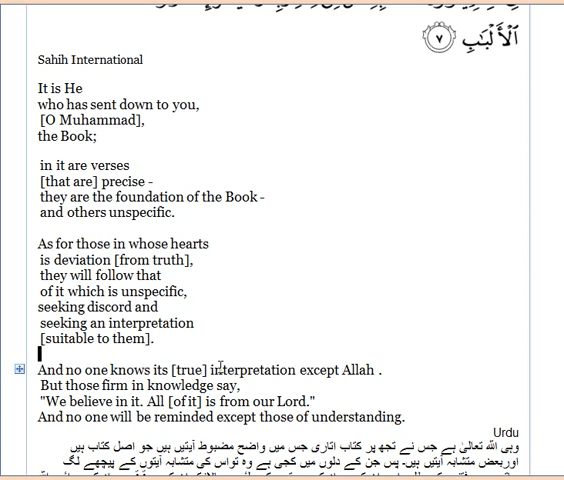 ٱلْأَلْبَٰبِ ٧
Sahih International
It is He
who has sent down to you,
[O Muhammad],
the Book;
in it are verses
[that are] precise -
they are the foundation of the Book -
and others unspecific.
As for those in whose hearts
is deviation [from truth],
they will follow that
of it which is unspecific,
seeking discord and
seeking an interpretation
[suitable to them].
And no one knows its [true] interpretation except Allah .
But those firm in knowledge say,
"We believe in it. All [of it] is from our Lord."
And no one will be reminded except those of understanding.
Urdu
وہی اللہ تعالیٰ ہے جس نے تجھ پر کتاب اتاری جس میں واضح مضبوط آیتیں ہیں جو اصل کتاب ہیں
اوربعض متشابہ آیتیں ہیں۔ پس جن کے دلوں میں کجی ہے وہ تواس کی متشابہ آیتوں کے پیچھے لگ